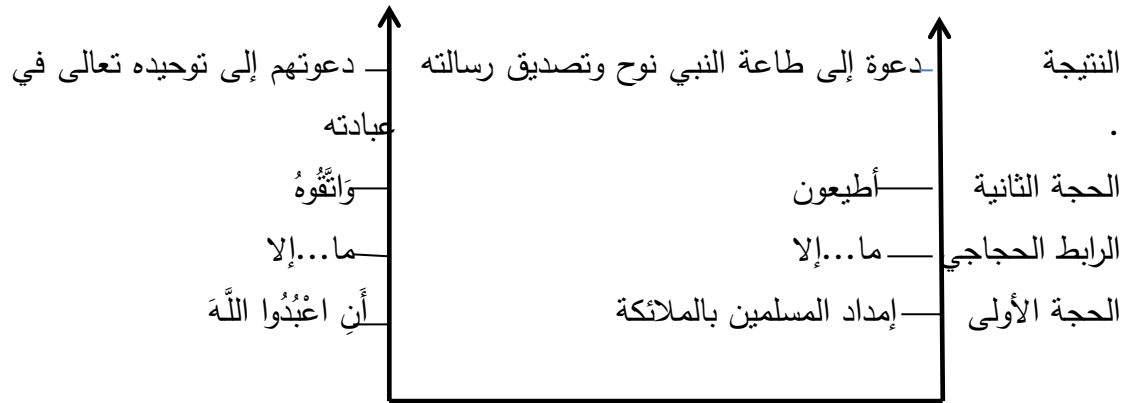 النتيجة دعوة إلى طاعة النبي نوح وتصديق رسالته دعوتهم إلى توحيده تعالى في
. عبادته
الحجة الثانية أطيعون وَاتَّقُوهُ
الرابط الحجاجي ما...إلا ما...إلا
الحجة الأولى إمداد المسلمين بالملائكة أَنِ اعْبُدُوا اللَّهَ